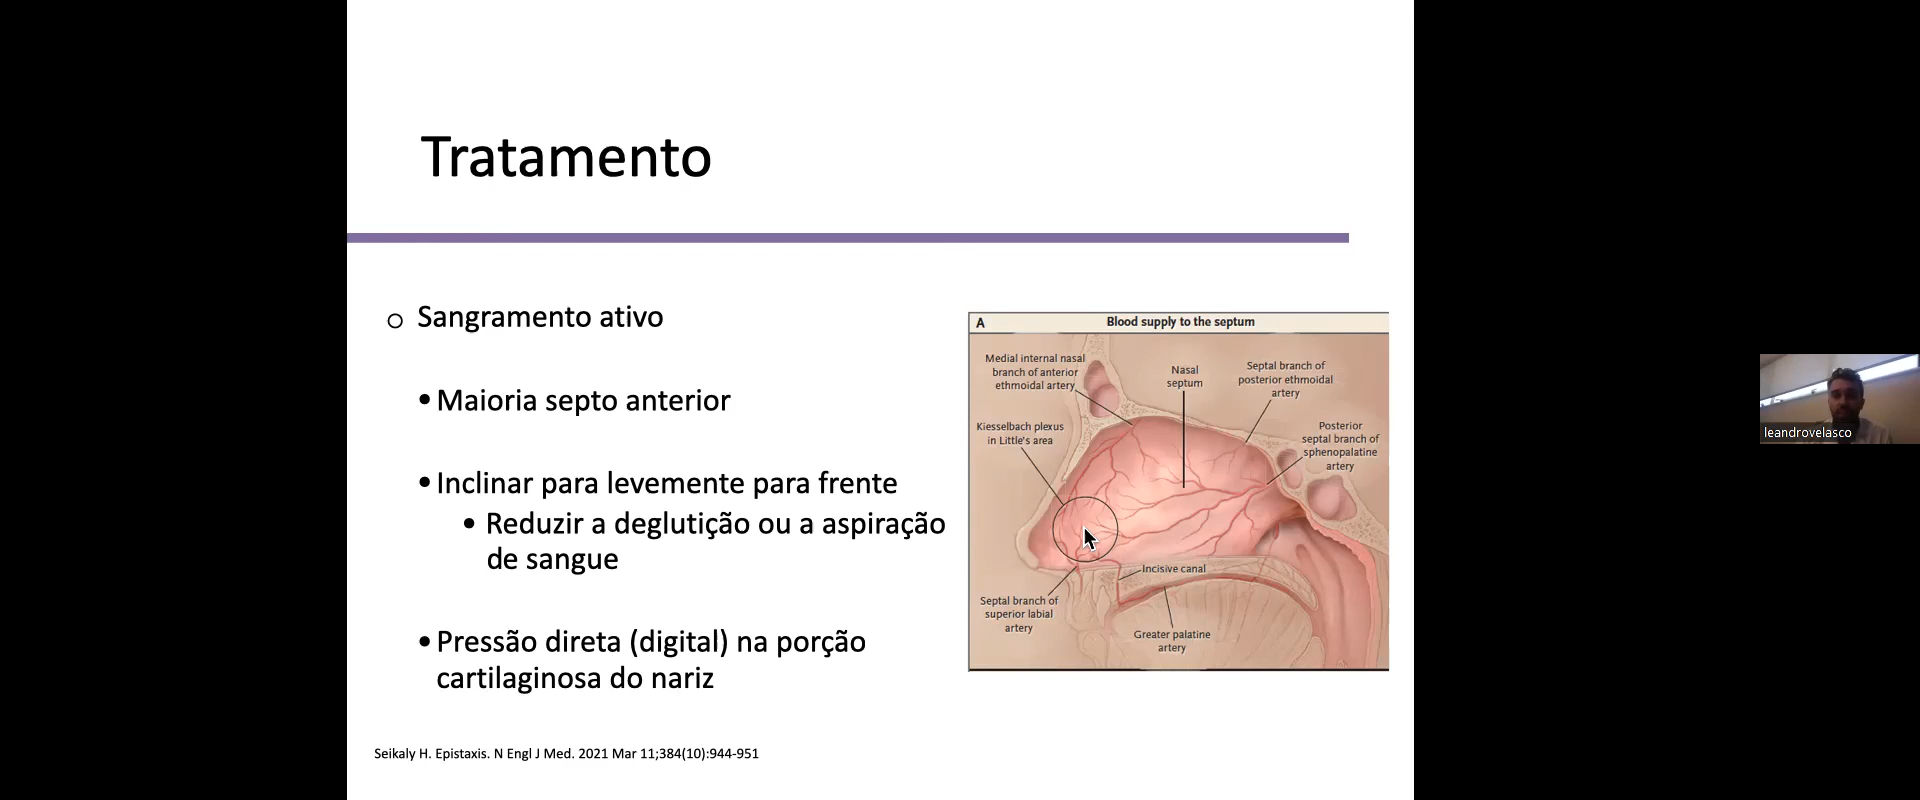 Tratamento
Sangramento ativo
Maioria septo anterior
Inclinar para levemente para frente
Reduzir a deglutição ou a aspiração
de sangue
Pressão direta (digital) na porção
cartilaginosa do nariz
Seikaly H. Epistaxis. N Engl J Med. 2021 Mar 11;384(10):944-951
A
Blood supply to the septum
Medial internal nasal
branch of anterior
ethmoidal artery
Nasal
septum
Septal branch of
posterior ethmoidal
artery
Kiesselbach plexus
in Little's area
Posterior
septal branch of
sphenopalatine
artery
Incisive canal
Septal branch of
superior labial
artery
Greater palatine
artery
leandrovelasco